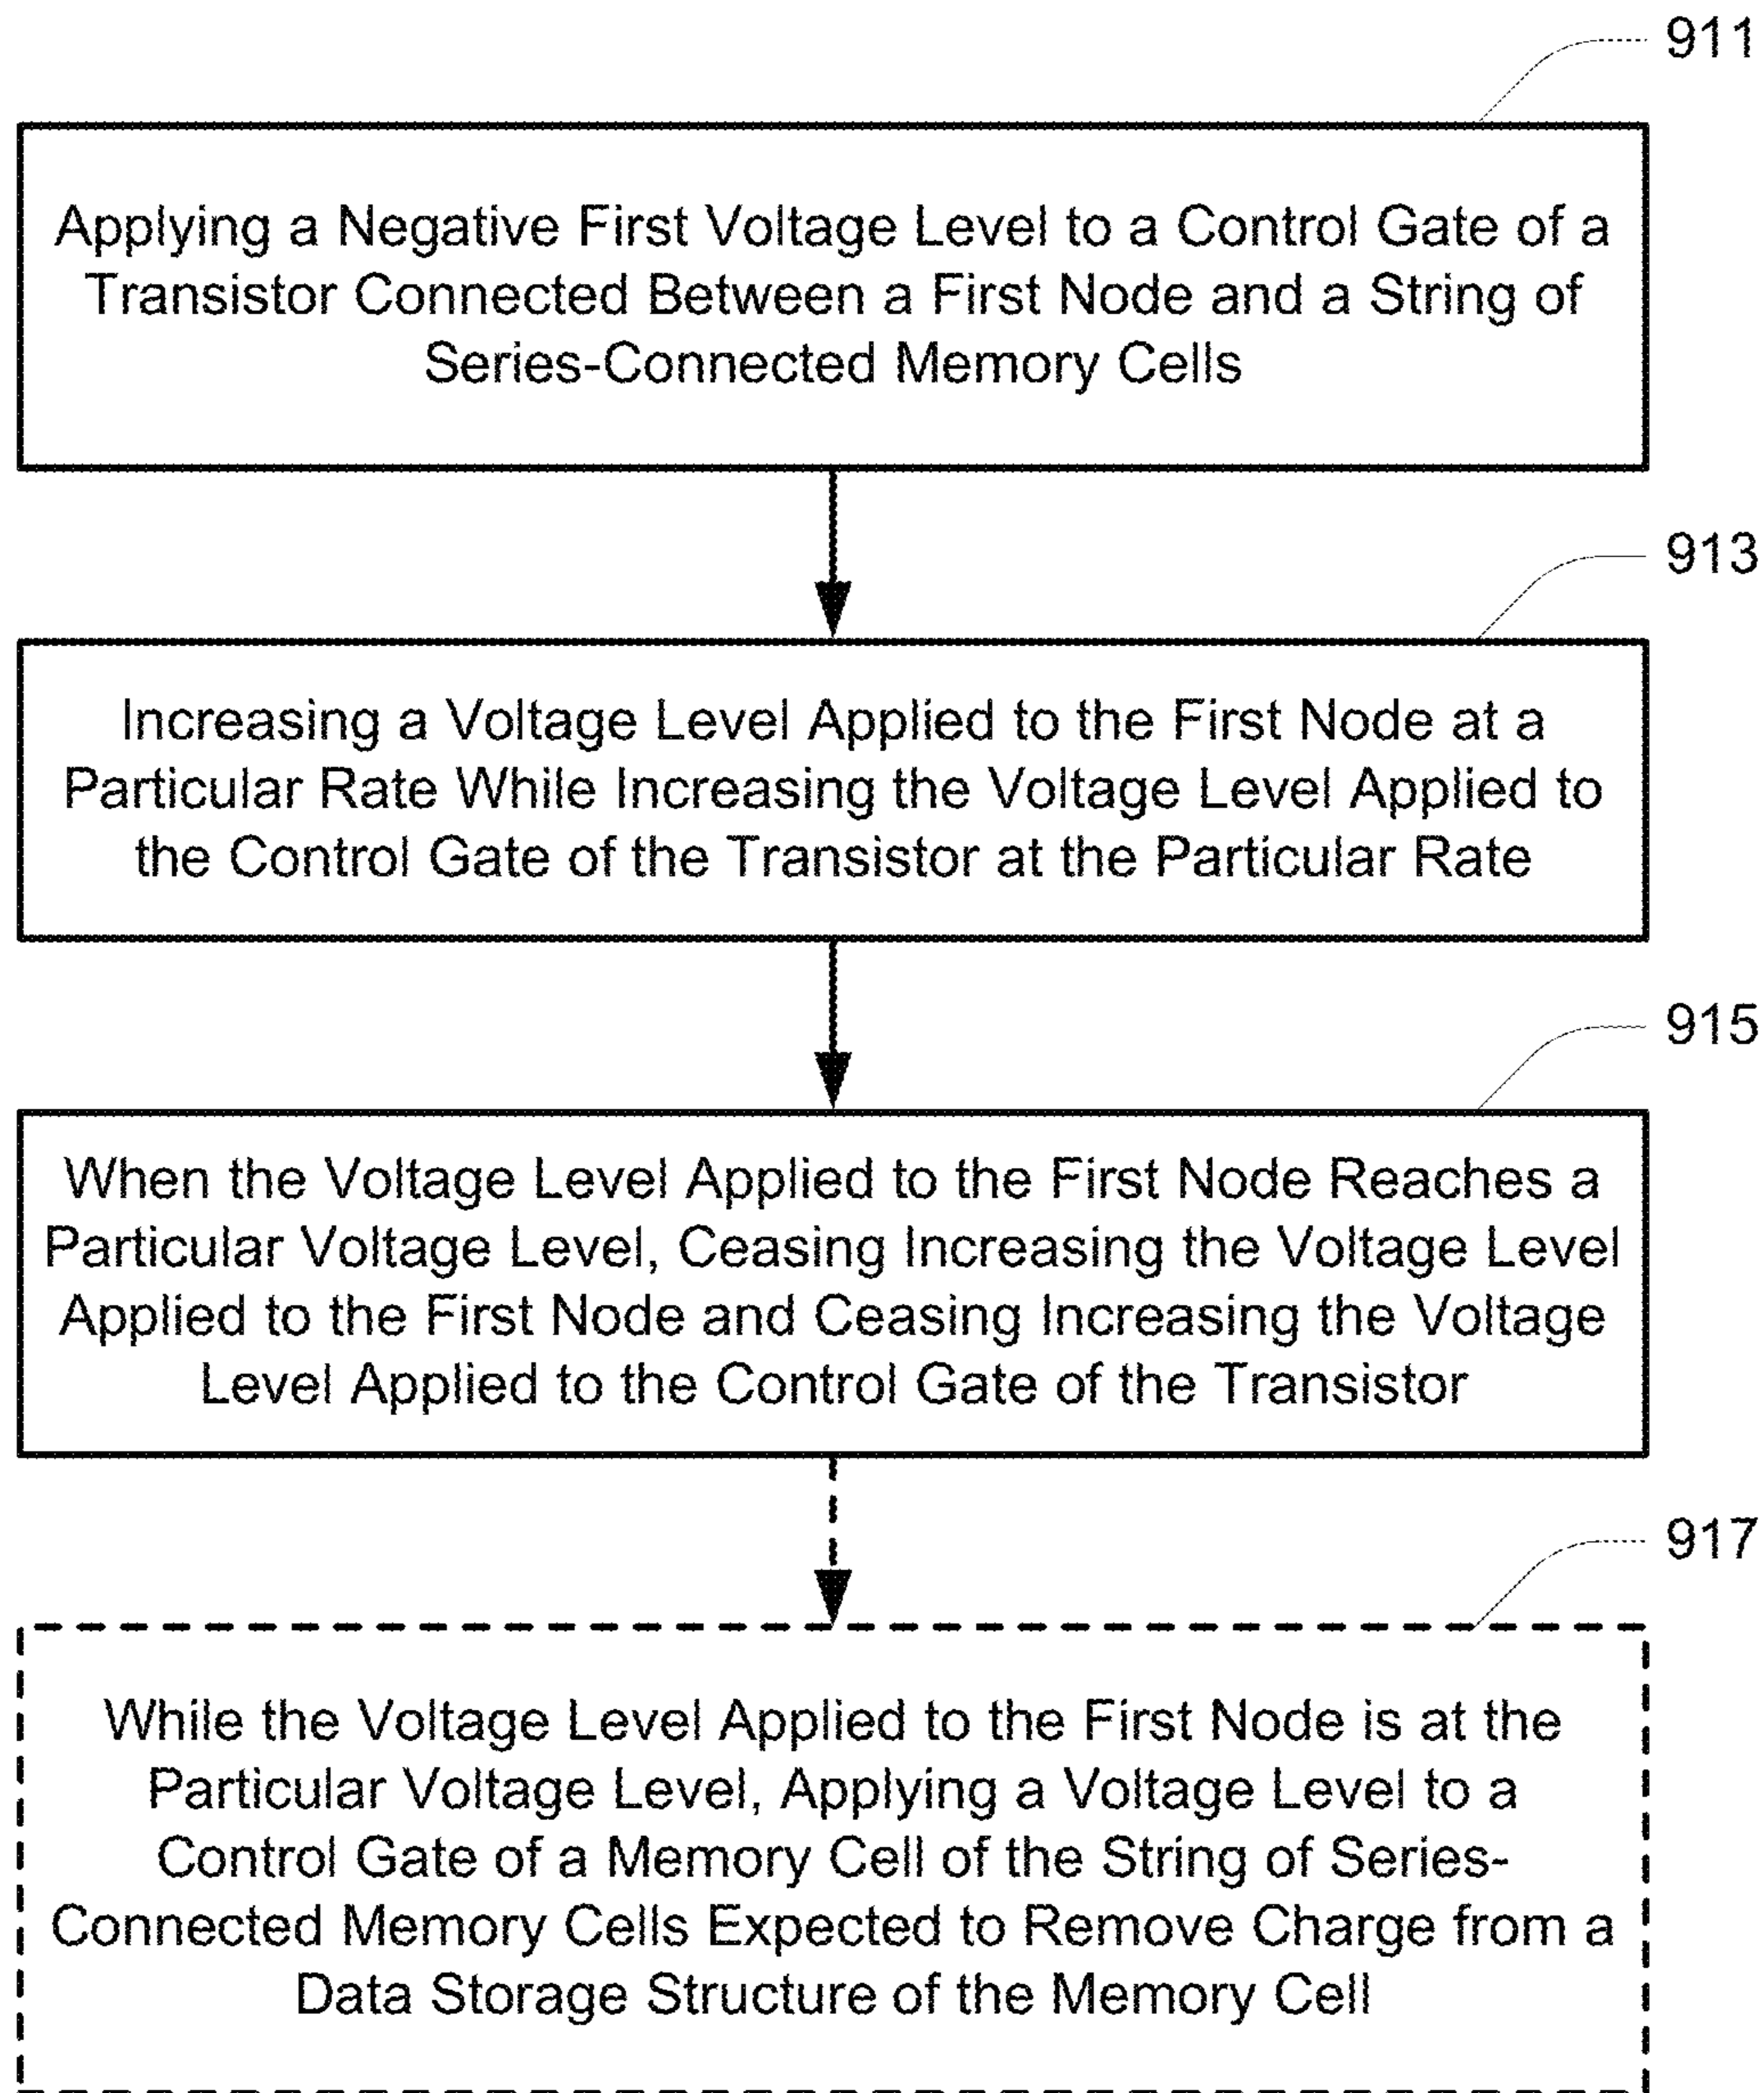 911
Applying a Negative First Voltage Level to a Control Gate of a
Transistor Connected Between a First Node and a String of
Series-Connected Memory Cells
913
Increasing a Voltage Level Applied to the First Node at a
Particular Rate While Increasing the Voltage Level Applied to
the Control Gate of the Transistor at the Particular Rate
915
When the Voltage Level Applied to the First Node Reaches a
Particular Voltage Level, Ceasing Increasing the Voltage Level
Applied to the First Node and Ceasing Increasing the Voltage
Level Applied to the Control Gate of the Transistor
917
While the Voltage Level Applied to the First Node is at the
Particular Voltage Level, Applying a Voltage Level to a
Control Gate of a Memory Cell of the String of Series-
Connected Memory Cells Expected to Remove Charge from a
Data Storage Structure of the Memory Cell